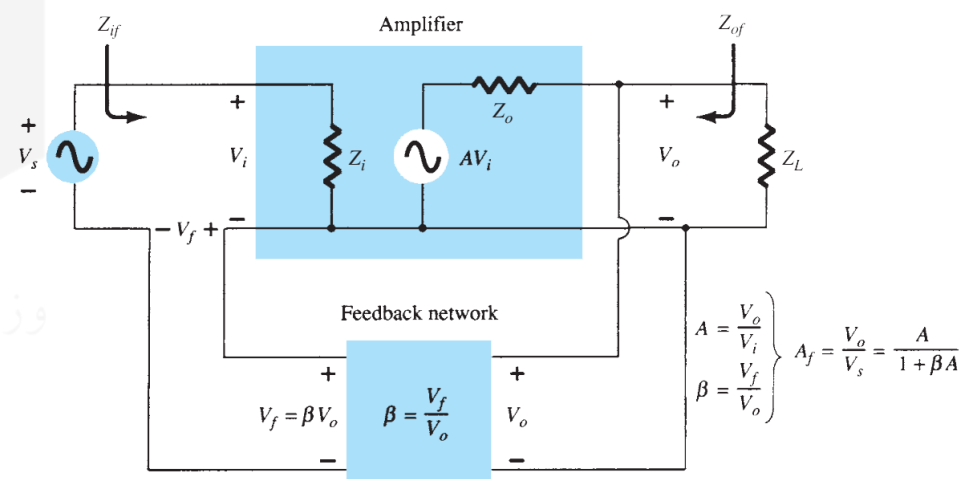 Z_if
Amplifier
Z_of
+
V_s
−
+
V_i
−
Z_i
AV_i
Z_o
+
V_o
−
Z_L
− V_f +
Feedback network
+
V_f = βV_o
−
β = V_f / V_o
+
V_o
−
A = V_o / V_i
β = V_f / V_o
A_f = V_o / V_s = A / 1 + βA
وز